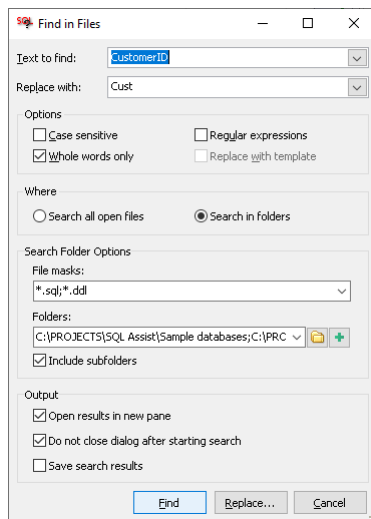 Find in Files
Text to find: CustomerID
Replace with: Cust
Options
Case sensitive Regular expressions
Whole words only Replace with template
Where
Search all open files Search in folders
Search Folder Options
File masks:
*.sql;*.ddl
Folders:
C:\PROJECTS\SQL Assist\Sample databases;C:\PRC
Include subfolders
Output
Open results in new pane
Do not close dialog after starting search
Save search results
Find Replace... Cancel